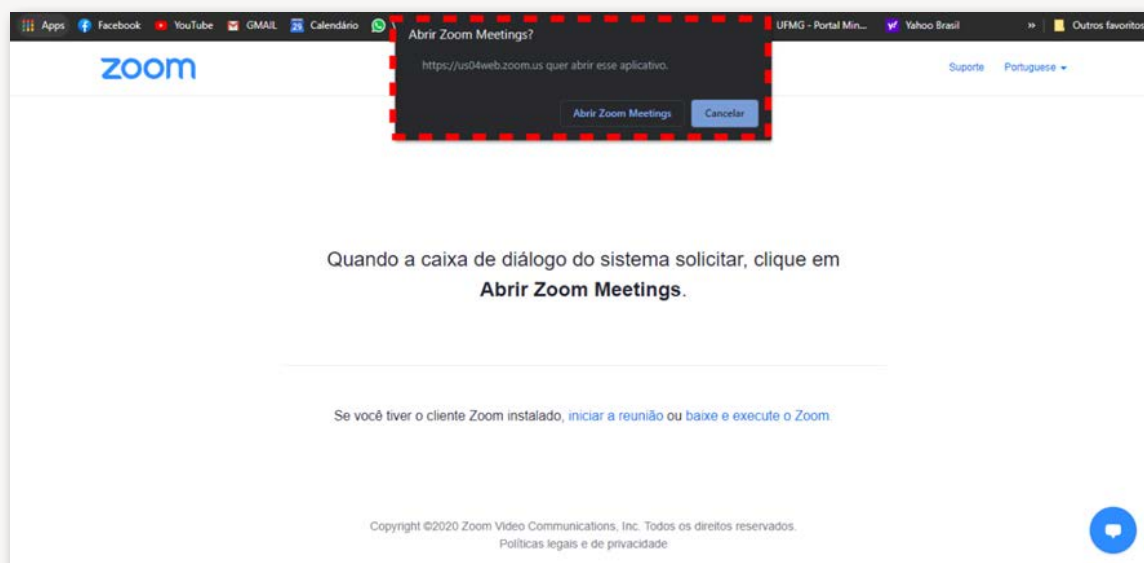 Apps Facebook YouTube GMAIL Calendário UFMG - Portal Min... Yahoo Brasil » Outros favoritos
Abrir Zoom Meetings?
https://us04web.zoom.us quer abrir esse aplicativo.
Abrir Zoom Meetings Cancelar
zoom
Suporte Portuguese
Quando a caixa de diálogo do sistema solicitar, clique em
Abrir Zoom Meetings.
Se você tiver o cliente Zoom instalado, iniciar a reunião ou baixe e execute o Zoom
Copyright ©2020 Zoom Video Communications, Inc. Todos os direitos reservados.
Políticas legais e de privacidade